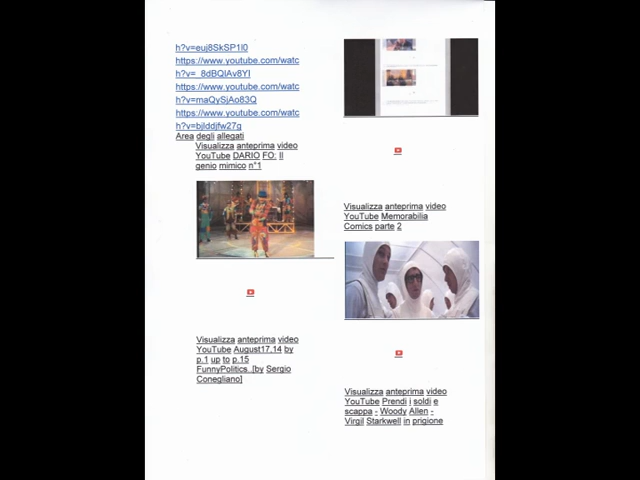 h?v=euj8SkSP1l0
https://www.youtube.com/watc
h?v=_8dBQlAv8YI
https://www.youtube.com/watc
h?v=maQySjAo83Q
https://www.youtube.com/watc
h?v=bjlddjfw27g
Area degli allegati
Visualizza anteprima video
YouTube DARIO FO: Il
genio mimico n°1
Visualizza anteprima video
YouTube August17,14 by
p.1 up to p.15
FunnyPolitics..[by Sergio
Conegliano]
Visualizza anteprima video
YouTube Memorabilia
Comics parte 2
Visualizza anteprima video
YouTube Prendi i soldi e
scappa - Woody Allen -
Virgil Starkwell in prigione